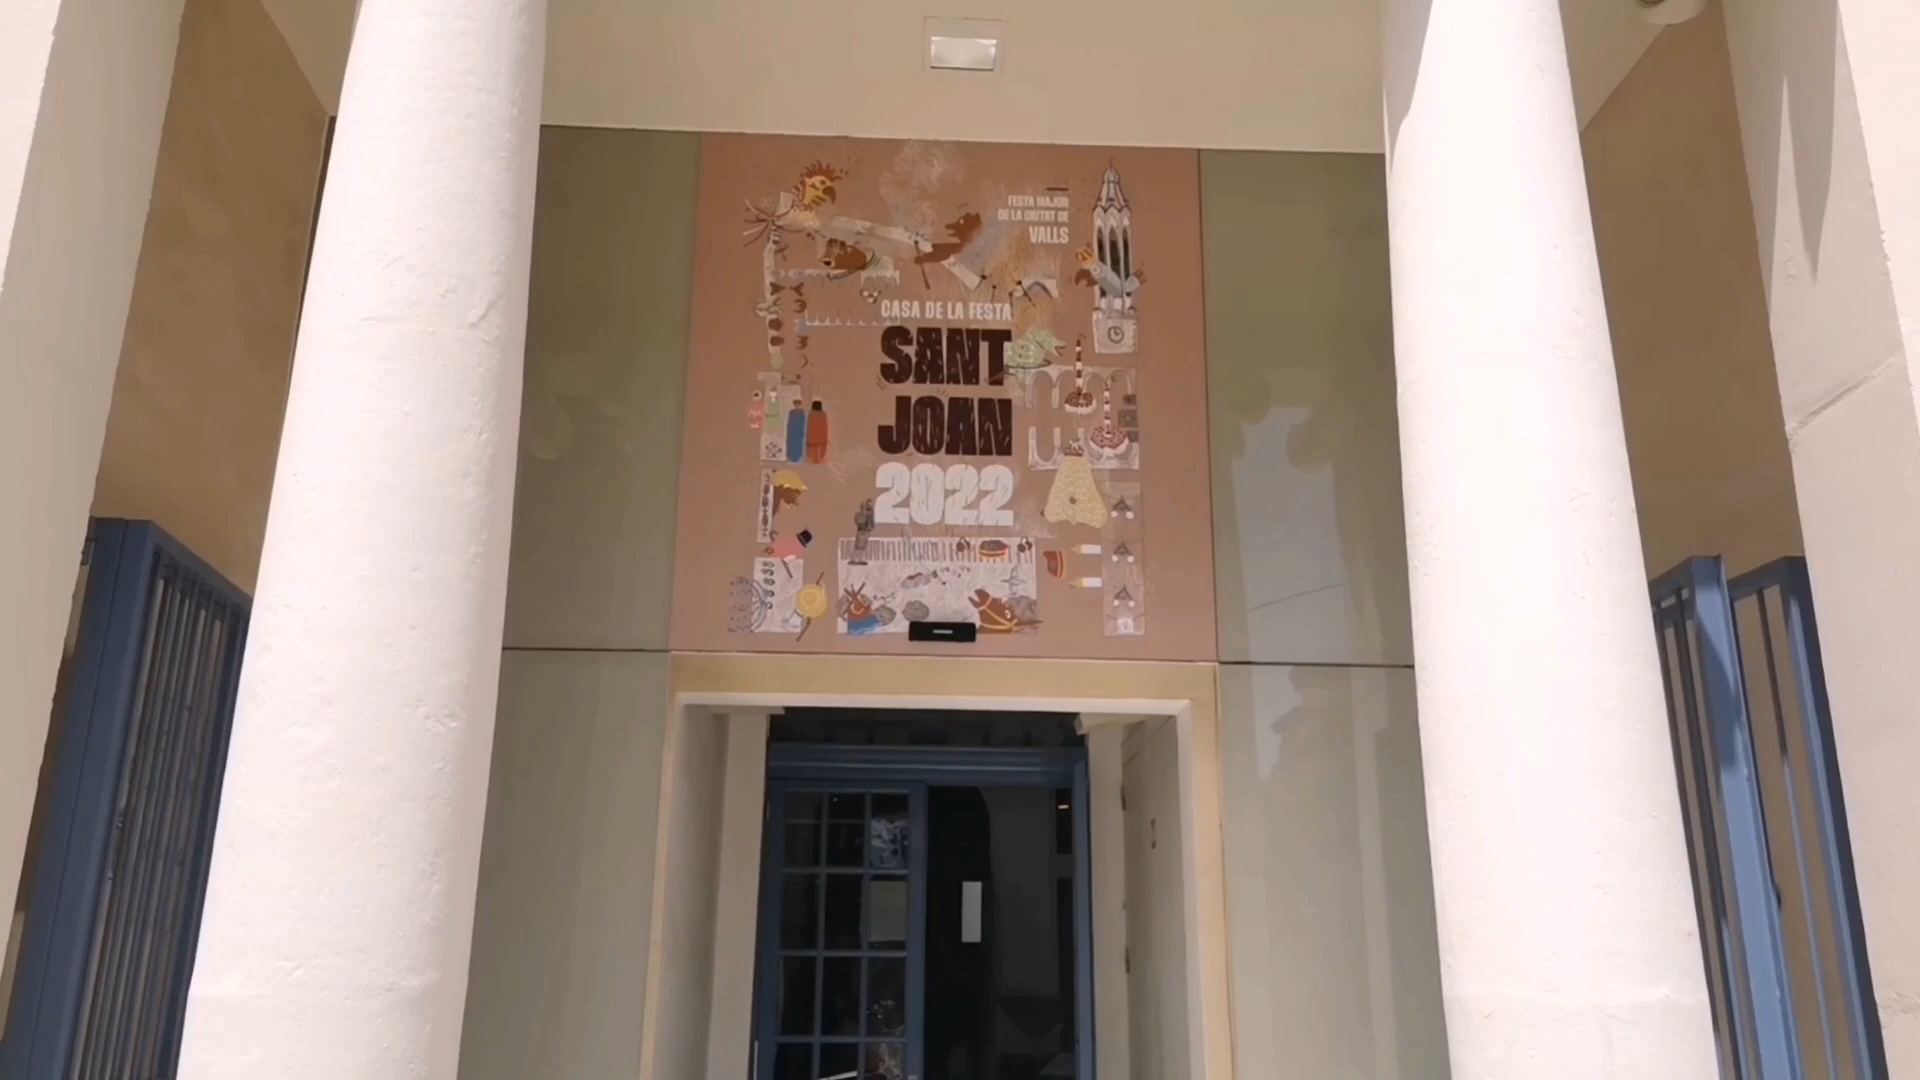 FESTA MAJOR
DE LA CIUTAT DE
VALLS
CASA DE LA FESTA
SANT
JOAN
2022